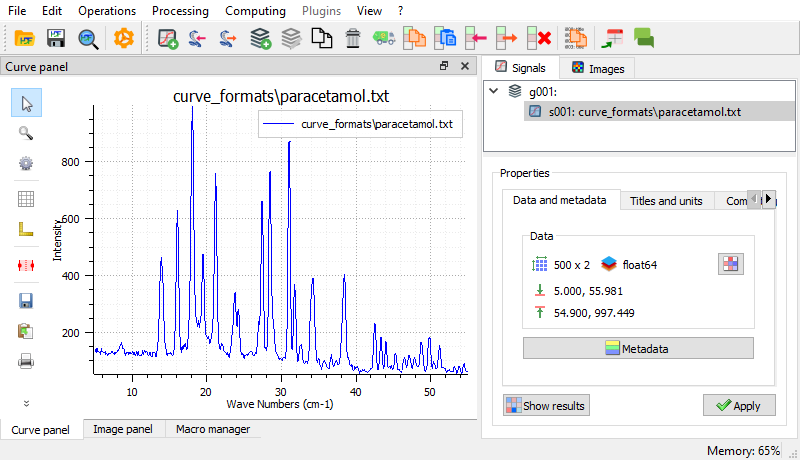 File Edit Operations Processing Computing Plugins View ?
Curve panel
Signals Images
g001:
s001: curve_formats\paracetamol.txt
curve_formats\paracetamol.txt
curve_formats\paracetamol.txt
800
600
400
200
Intensity
10 20 30 40 50
Wave Numbers (cm-1)
Properties
Data and metadata Titles and units
Data
500 x 2 float64
5.000, 55.981
54.900, 997.449
Metadata
Show results Apply
Curve panel Image panel Macro manager
Memory: 65%